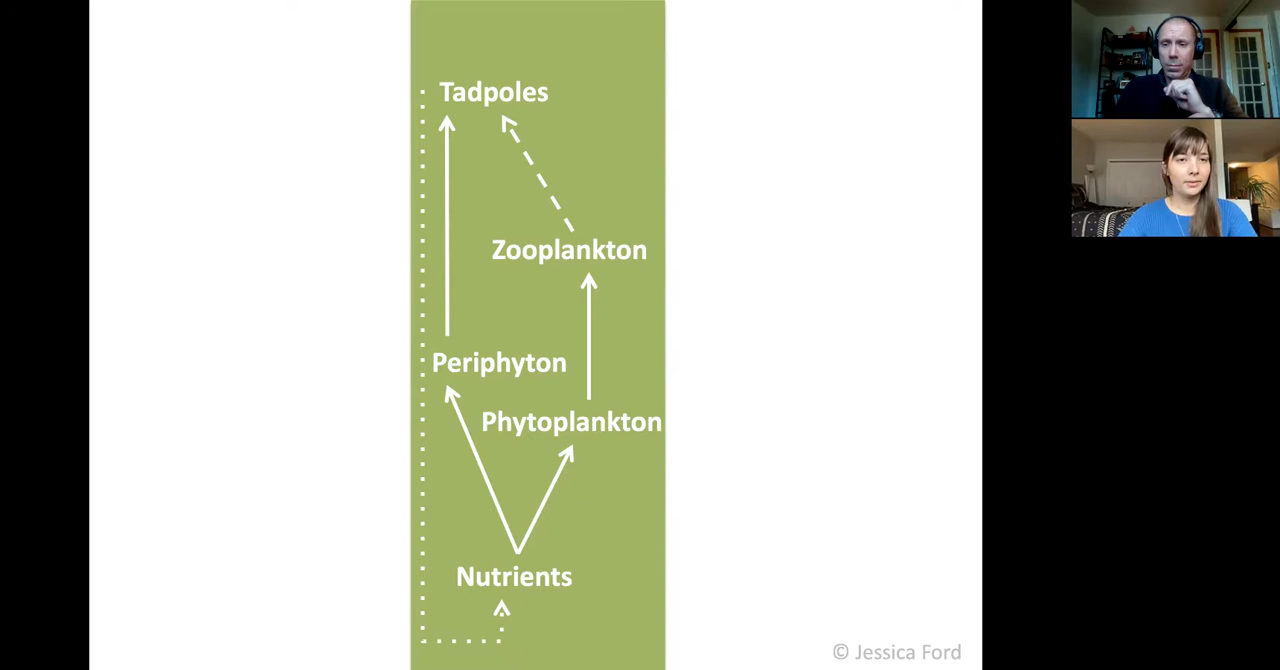 Tadpoles
Zooplankton
Periphyton
Phytoplankton
Nutrients
© Jessica Ford